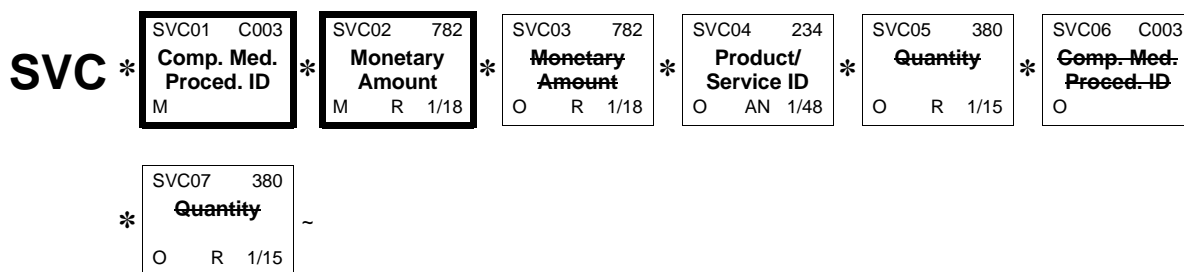 SVC * SVC01 C003 Comp. Med. Proced. ID M * SVC02 782 Monetary Amount M R 1/18 * SVC03 782 Monetary Amount O R 1/18 * SVC04 234 Product/ Service ID O AN 1/48 * SVC05 380 Quantity O R 1/15 * SVC06 C003 Comp. Med. Proced. ID O
* SVC07 380 Quantity O R 1/15 ~